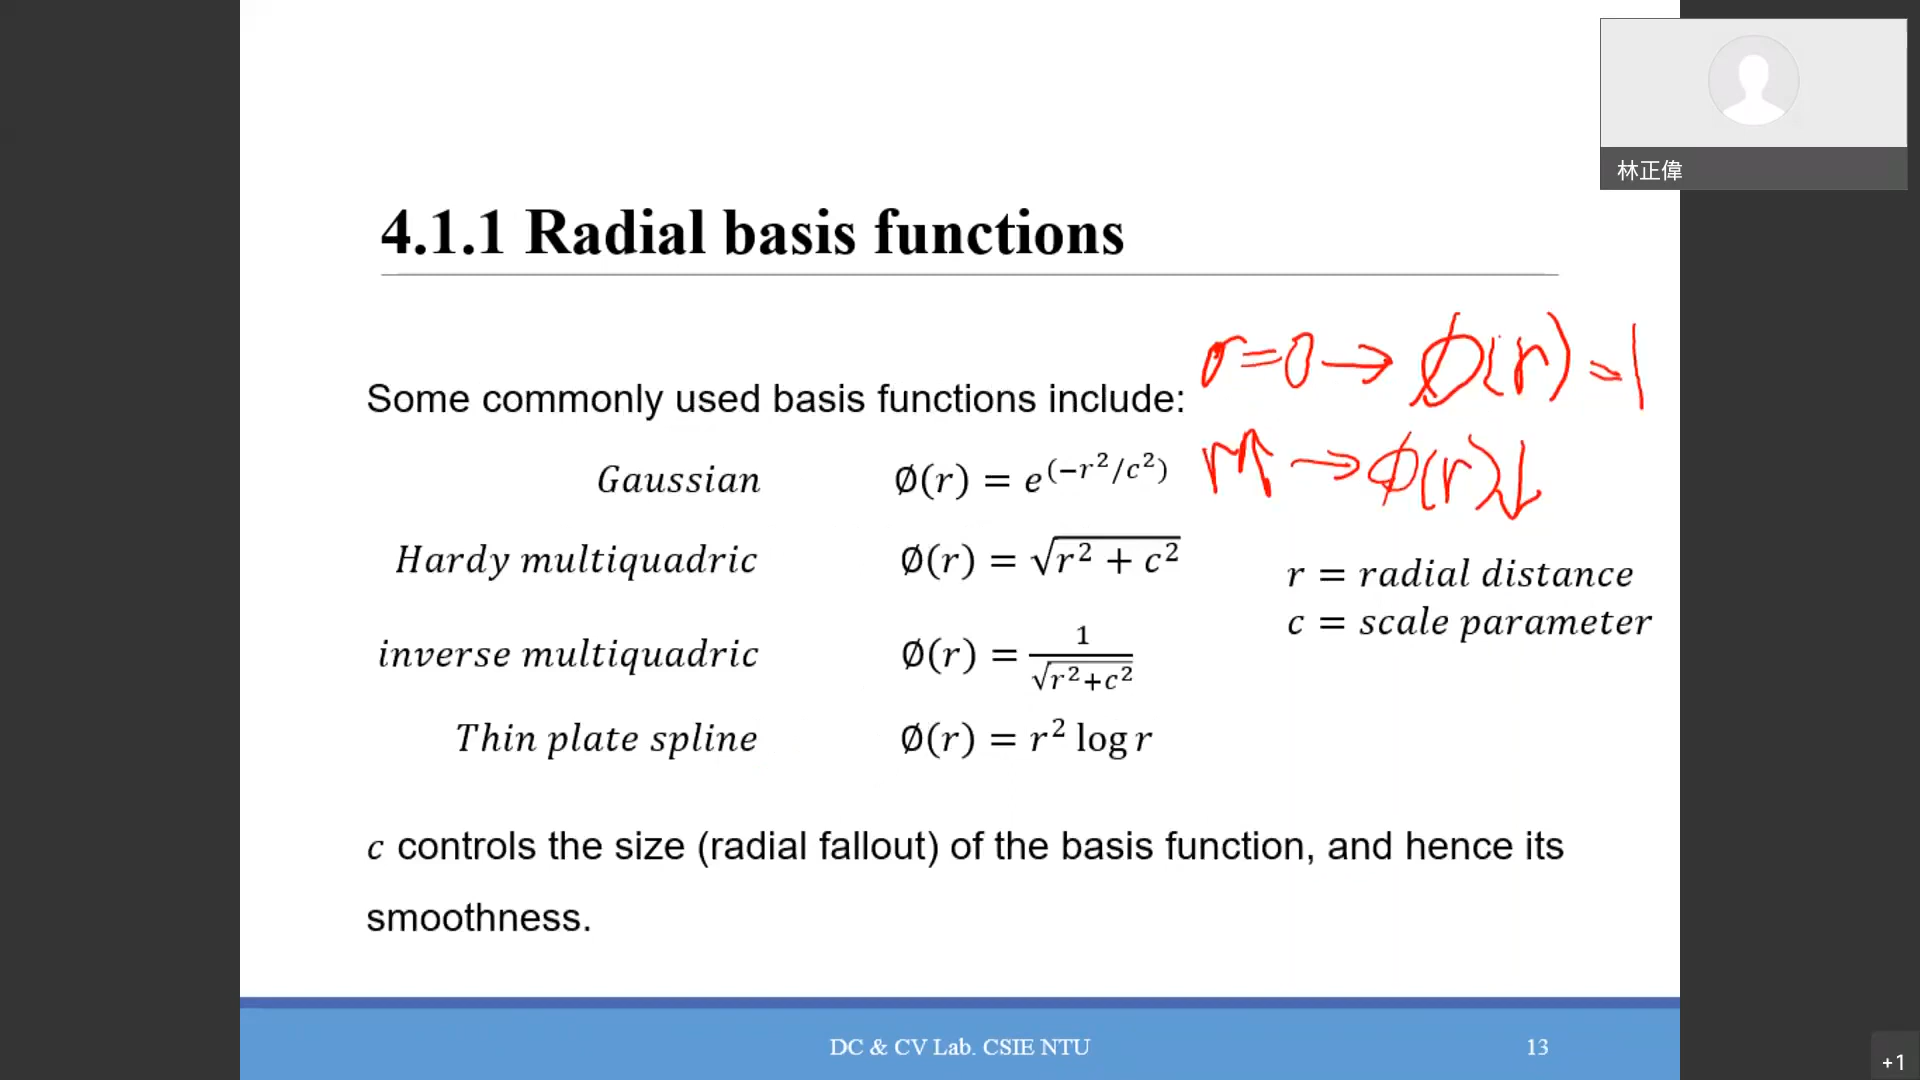 林正偉
4.1.1 Radial basis functions
r=0→ϕ(r)=1
Some commonly used basis functions include:
Gaussian ∅(r) = e^(−r²/c²)
r↑→ϕ(r)↓
Hardy multiquadric ∅(r) = √(r² + c²)
r = radial distance
c = scale parameter
inverse multiquadric ∅(r) = 1/√(r²+c²)
Thin plate spline ∅(r) = r² log r
c controls the size (radial fallout) of the basis function, and hence its
smoothness.
DC & CV Lab. CSIE NTU 13
+1